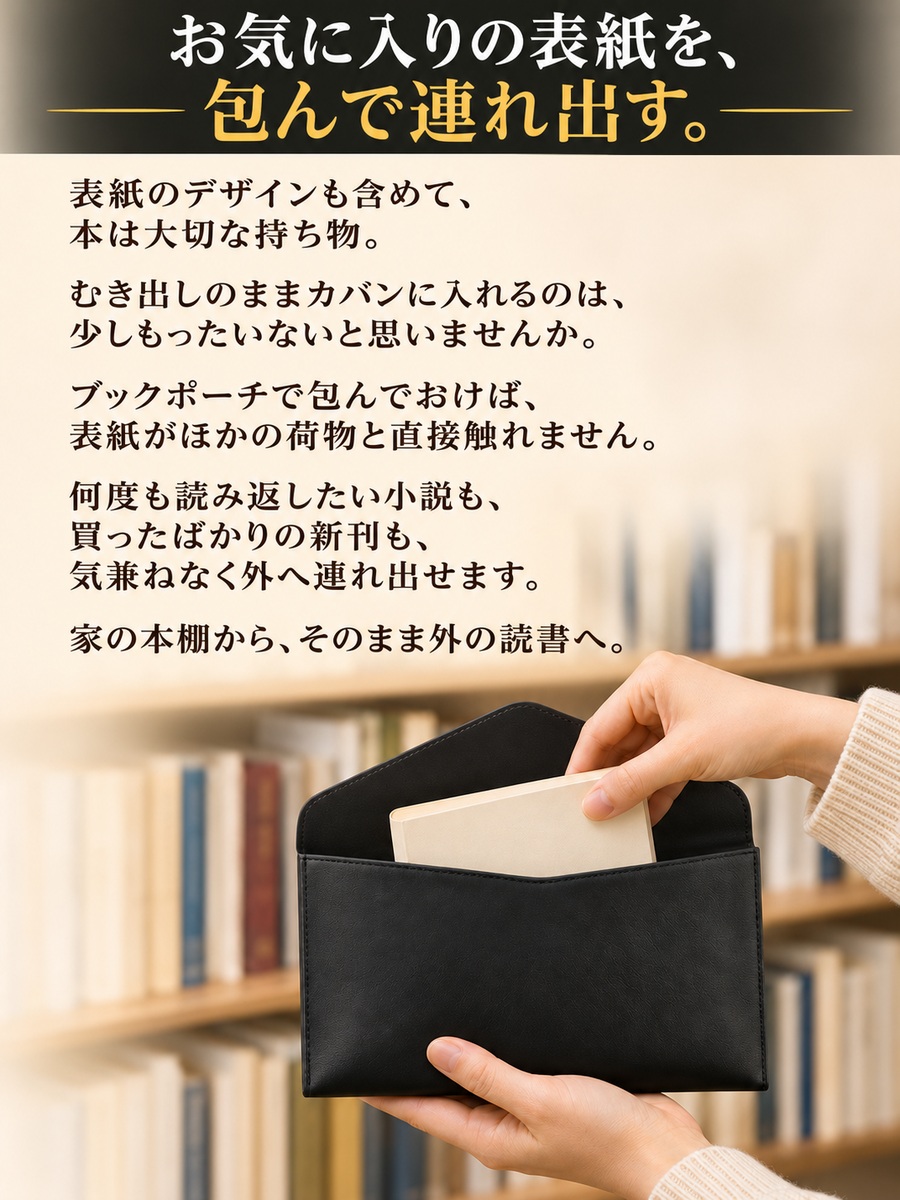 お気に入りの表紙を、
包んで連れ出す。
表紙のデザインも含めて、
本は大切な持ち物。
むき出しのままカバンに入れるのは、
少しもったいないと思いませんか。
ブックポーチで包んでおけば、
表紙がほかの荷物と直接触れません。
何度も読み返したい小説も、
買ったばかりの新刊も、
気兼ねなく外へ連れ出せます。
家の本棚から、そのまま外の読書へ。